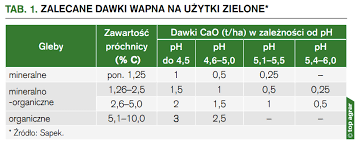 TAB. 1. ZALECANE DAWKI WAPNA NA UŻYTKI ZIELONE*
Gleby Zawartość próchnicy (% C) Dawki CaO (t/ha) w zależności od pH
pH do 4,5 pH 4,6–5,0 pH 5,1–5,5 pH 5,4–6,0
mineralne pon. 1,25 1 0,5 0,25 –
mineralno-organiczne 1,26–2,5 1,5 1 0,5 0,25
2,6–5,0 2 1,5 1 0,5
organiczne 5,1–10,0 3 2,5 – –
* Źródło: Sapek.
© top agrar